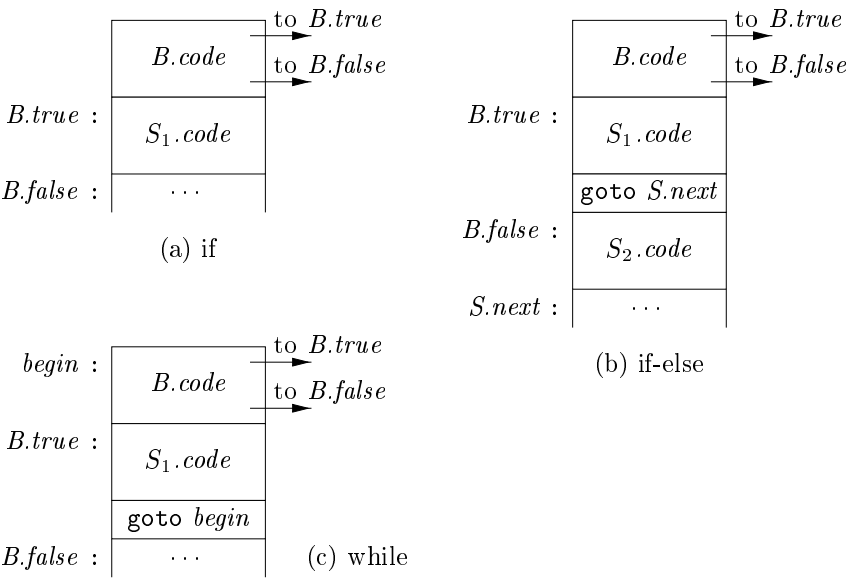 to B.true
B.code
to B.false
B.true :
S₁.code
B.false :
· · ·
(a) if
to B.true
B.code
to B.false
B.true :
S₁.code
goto S.next
B.false :
S₂.code
S.next :
· · ·
(b) if-else
begin :
to B.true
B.code
to B.false
B.true :
S₁.code
goto begin
B.false :
· · ·
(c) while